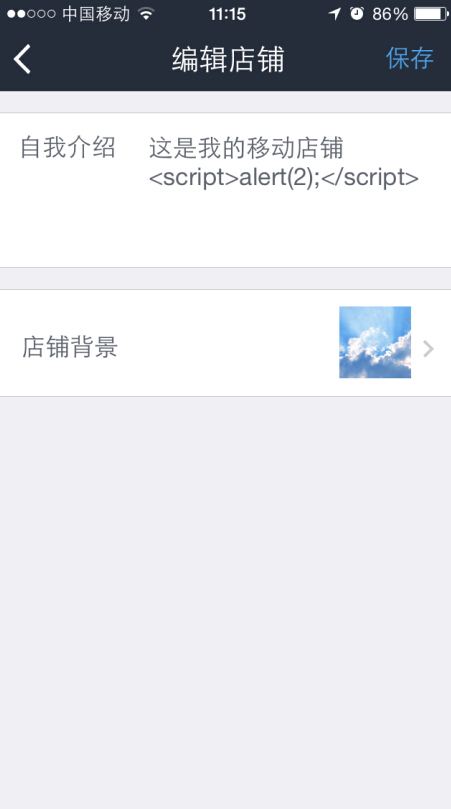 中国移动 11:15 86%
编辑店铺 保存
自我介绍 这是我的移动店铺
<script>alert(2);</script>
店铺背景